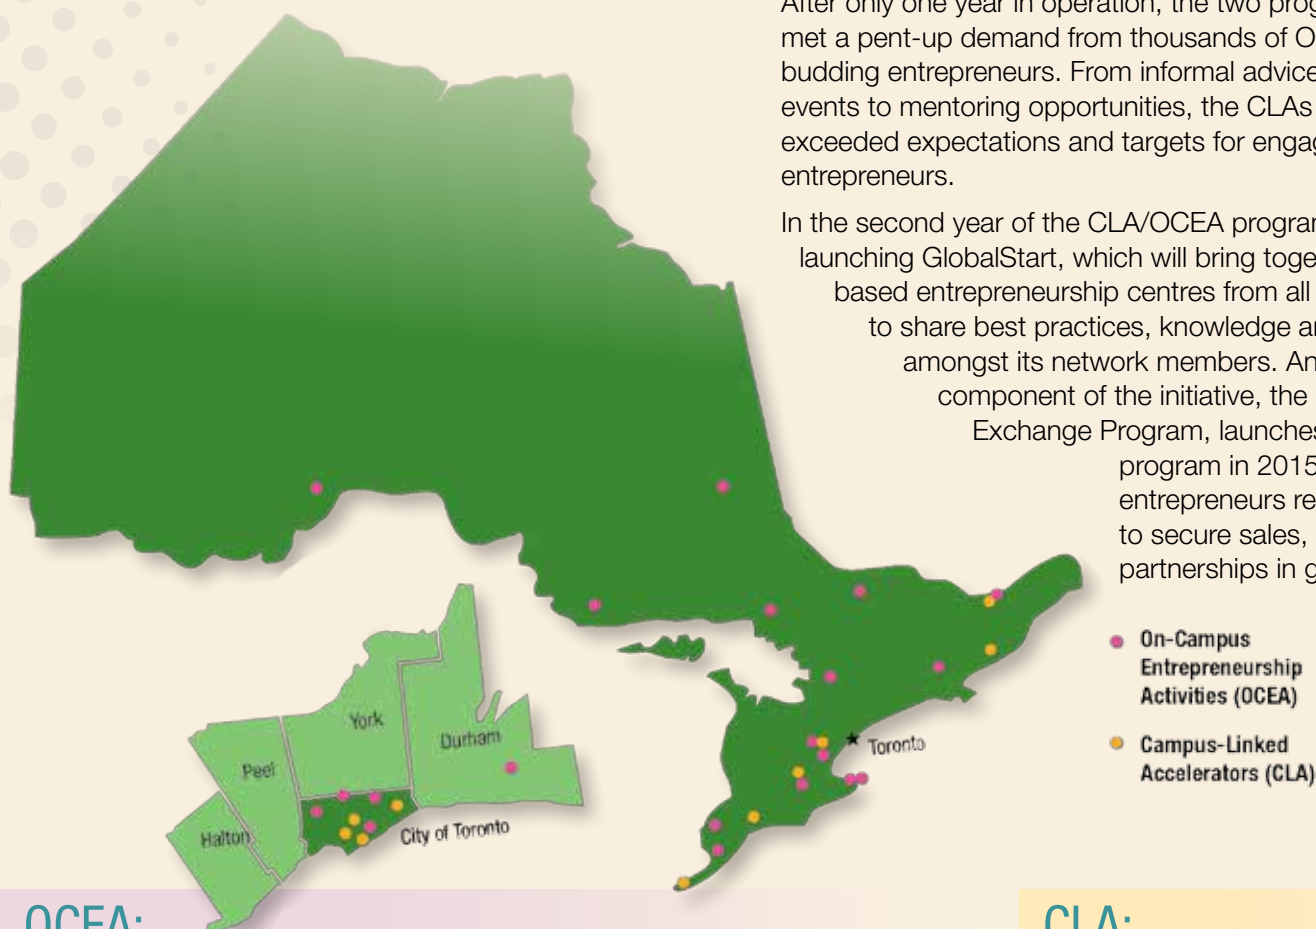 After only one year in operation, the two prog
met a pent-up demand from thousands of O
budding entrepreneurs. From informal advice
events to mentoring opportunities, the CLAs
exceeded expectations and targets for engag
entrepreneurs.
In the second year of the CLA/OCEA program
launching GlobalStart, which will bring toge
based entrepreneurship centres from all
to share best practices, knowledge an
amongst its network members. An
component of the initiative, the
Exchange Program, launches
program in 2015
entrepreneurs re
to secure sales,
partnerships in g
On-Campus
Entrepreneurship
Activities (OCEA)
Campus-Linked
Accelerators (CLA)
Toronto
York
Durham
Peel
Halton
City of Toronto
OCEA:
CLA: